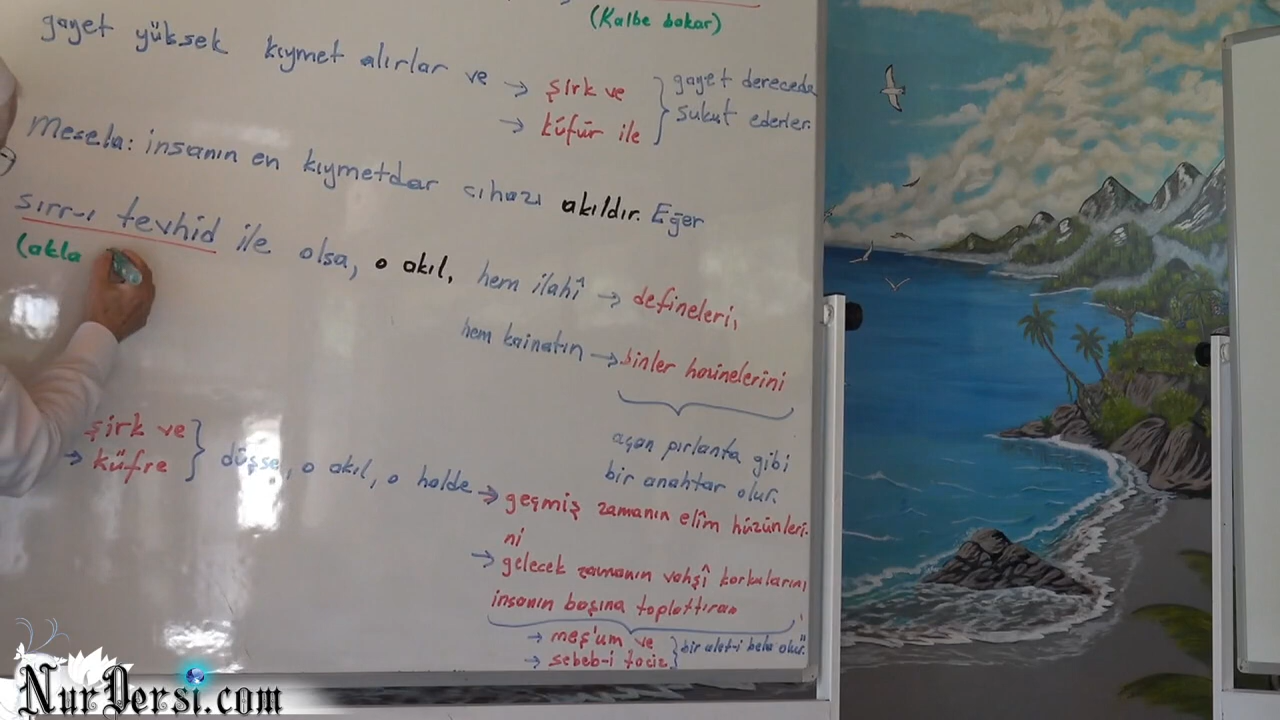 (Kalbe bakar)
gayet yüksek kıymet alırlar ve → şirk ve
→ küfür ile
gayet derecede
sukut ederler.
Mesela: insanın en kıymetdar cihazı akıldır. Eğer
sırr-ı tevhid ile olsa, o akıl, hem ilahî → defineleri,
(akla
hem kainatın → binler hazinelerini
açan pırlanta gibi
bir anahtar olur.
şirk ve
→ küfre
düşse, o akıl, o halde → geçmiş zamanın elîm hüzünleri-
ni
→ gelecek zamanın vahşî korkularını
insanın başına toplattıran
→ meş'um ve
→ sebeb-i taciz
bir alet-i bela olur.
NurDersi.com